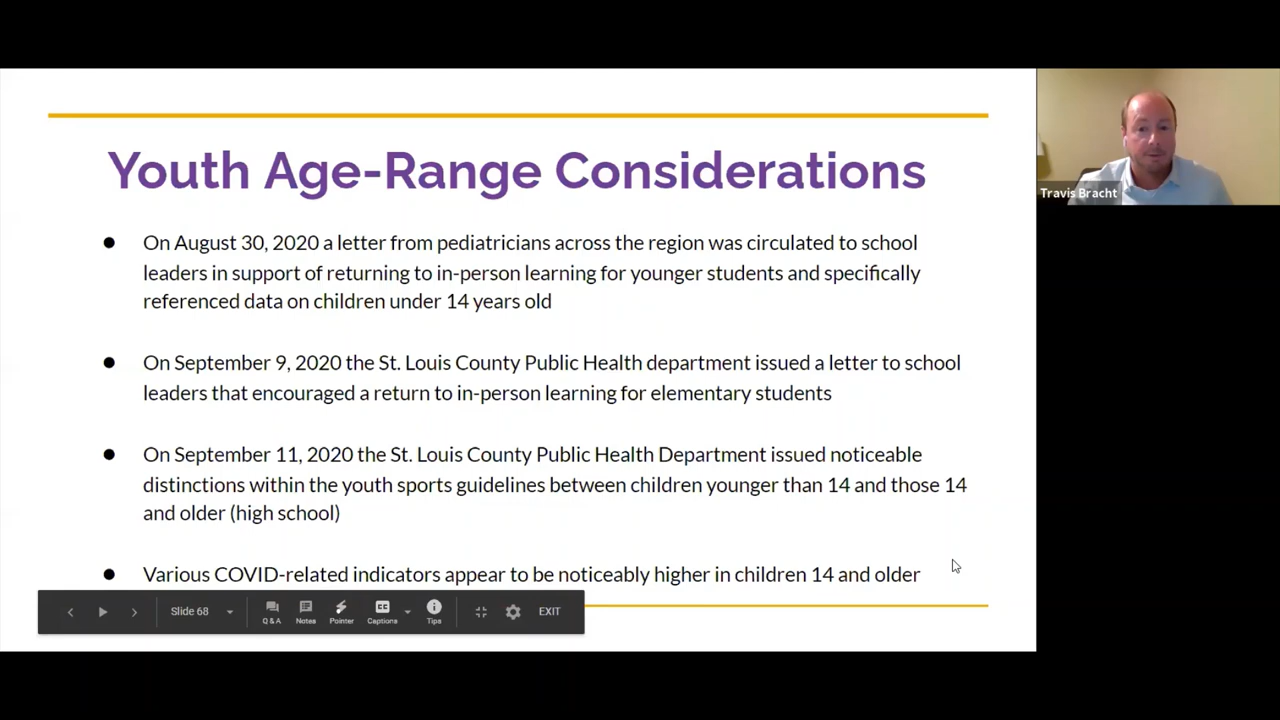 Youth Age-Range Considerations
● On August 30, 2020 a letter from pediatricians across the region was circulated to school
leaders in support of returning to in-person learning for younger students and specifically
referenced data on children under 14 years old
● On September 9, 2020 the St. Louis County Public Health department issued a letter to school
leaders that encouraged a return to in-person learning for elementary students
● On September 11, 2020 the St. Louis County Public Health Department issued noticeable
distinctions within the youth sports guidelines between children younger than 14 and those 14
and older (high school)
● Various COVID-related indicators appear to be noticeably higher in children 14 and older
Slide 68
Q & A
Notes
Pointer
CC
Captions
Tips
EXIT
Travis Bracht